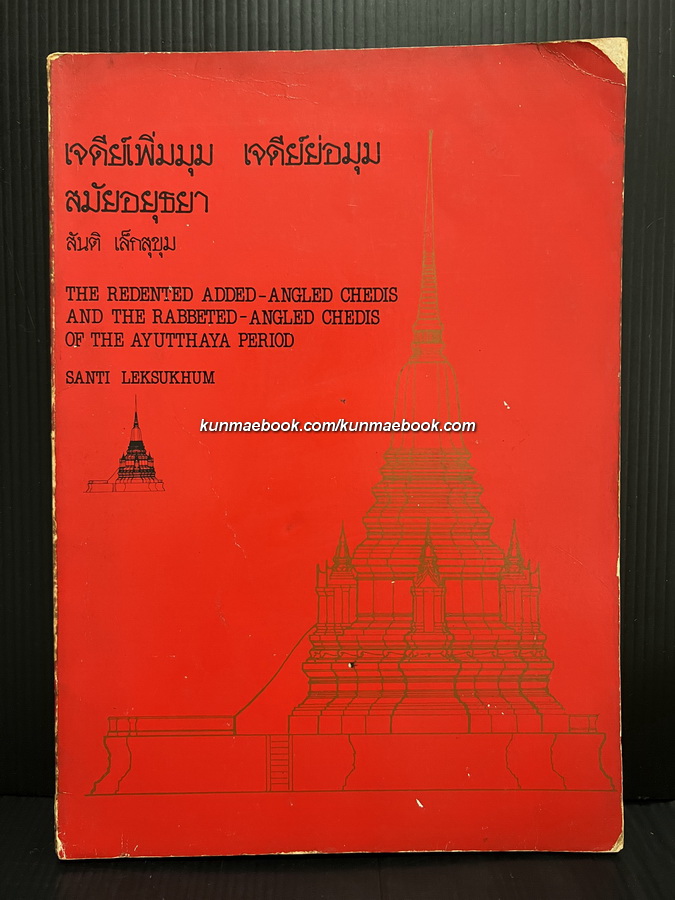 เจดีย์เพิ่มมุม เจดีย์ย่อมุม
สมัยอยุธยา
สันติ เล็กสุขุม
THE REDENTED ADDED-ANGLED CHEDIS
AND THE RABBETED-ANGLED CHEDIS
OF THE AYUTTHAYA PERIOD
SANTI LEKSUKHUM
kunmaebook.com/kunmaebook.com